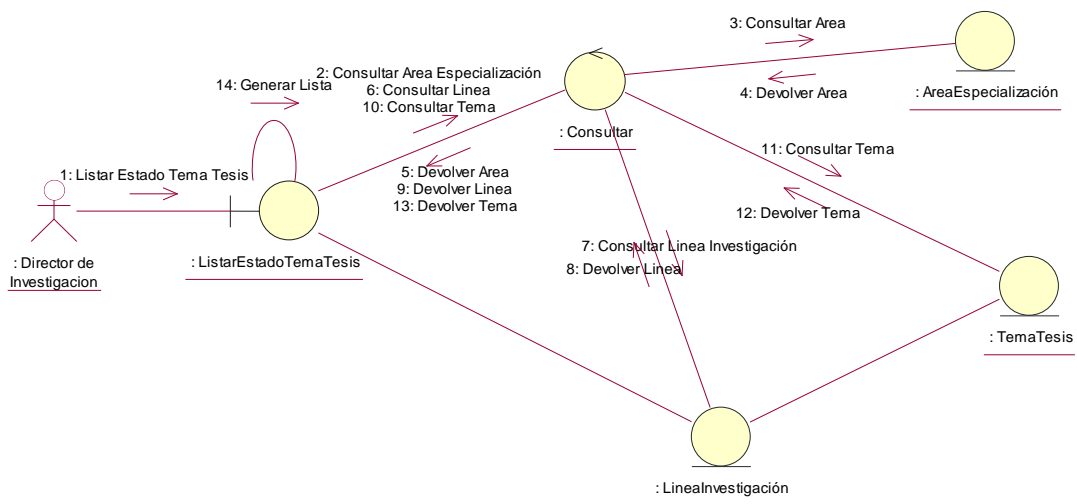 3: Consultar Area
4: Devolver Area
: AreaEspecialización
14: Generar Lista
2: Consultar Area Especialización
6: Consultar Linea
10: Consultar Tema
: Consultar
5: Devolver Area
9: Devolver Linea
13: Devolver Tema
11: Consultar Tema
12: Devolver Tema
1: Listar Estado Tema Tesis
: Director de
Investigacion
: ListarEstadoTemaTesis
7: Consultar Linea Investigación
8: Devolver Linea
: TemaTesis
: LineaInvestigación